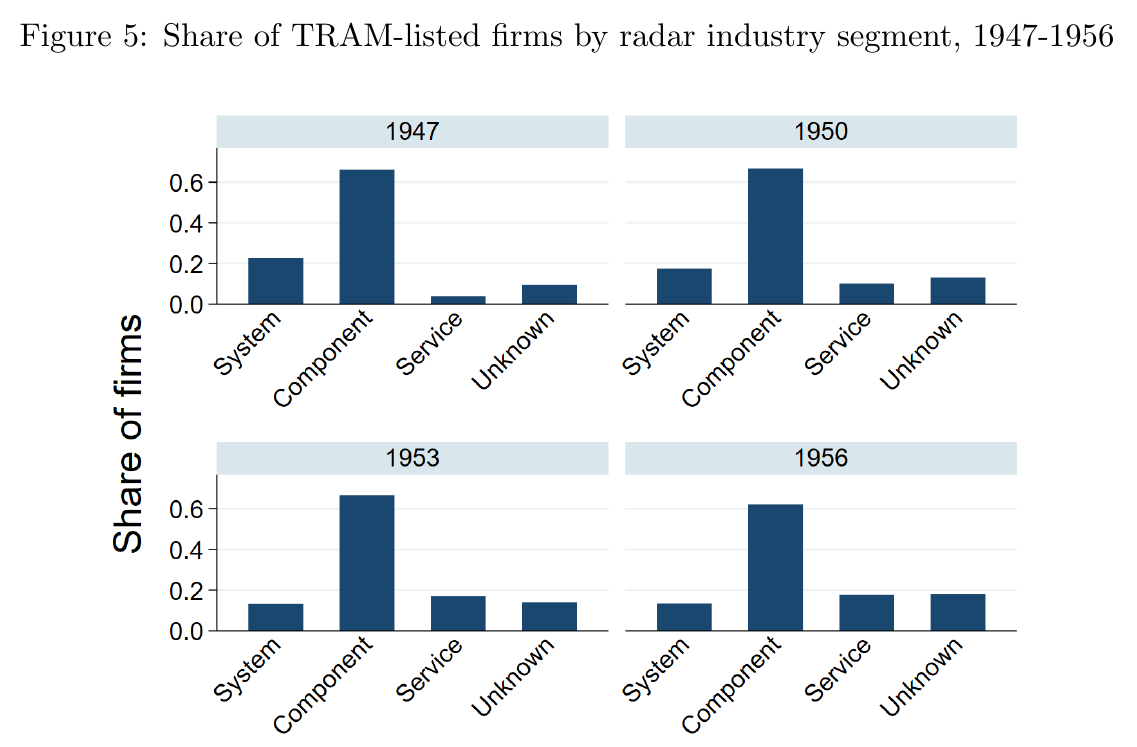 Figure 5: Share of TRAM-listed firms by radar industry segment, 1947-1956
1947
1950
0.6
0.4
0.2
0.0
System
Component
Service
Unknown
System
Component
Service
Unknown
Share of firms
1953
1956
0.6
0.4
0.2
0.0
System
Component
Service
Unknown
System
Component
Service
Unknown